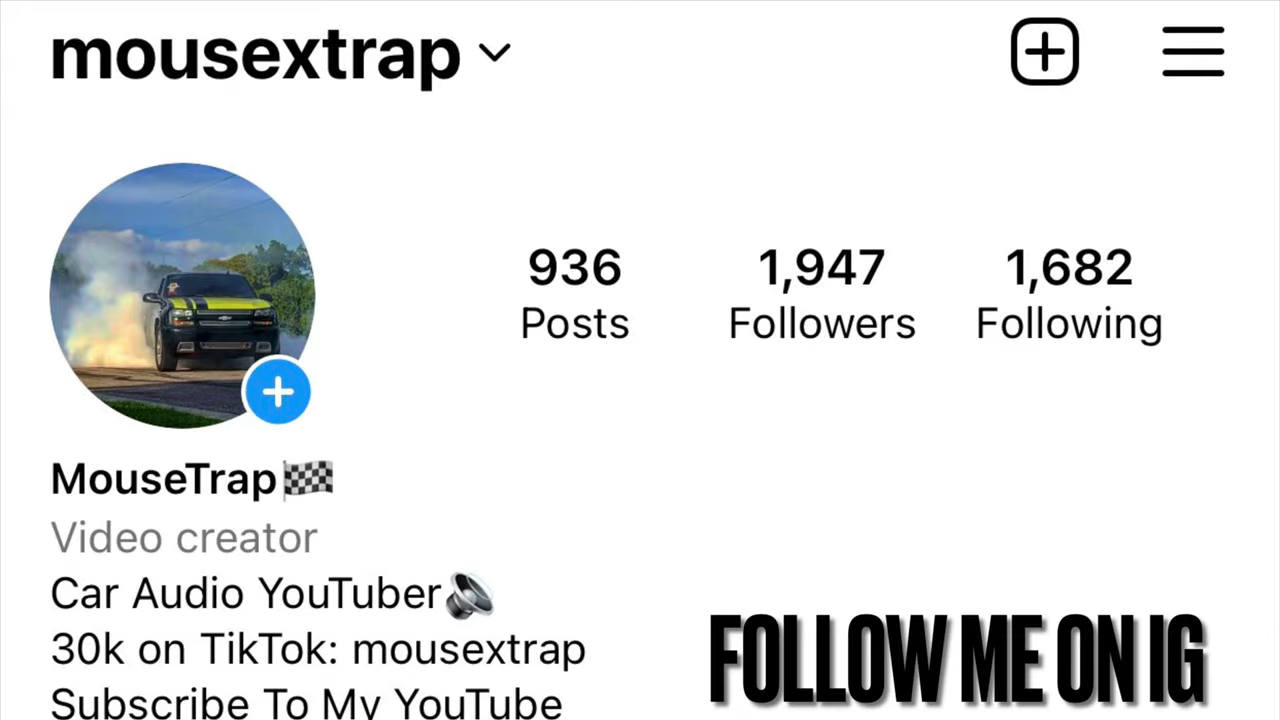 mousextrap
936 1,947 1,682
Posts Followers Following
MouseTrap🏁
Video creator
Car Audio YouTuber🔊
30k on TikTok: mousextrap
Subscribe To My YouTube
FOLLOW ME ON IG